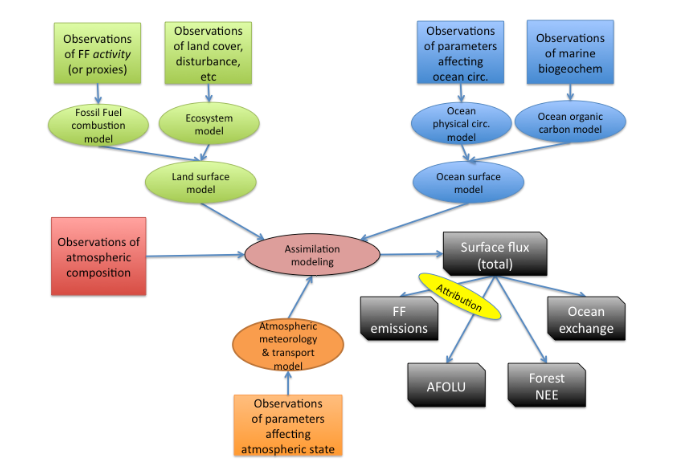 Observations
of FF activity
(or proxies)
Observations
of land cover,
disturbance,
etc
Observations
of parameters
affecting
ocean circ.
Observations
of marine
biogeochem
Fossil Fuel
combustion
model
Ecosystem
model
Ocean
physical circ.
model
Ocean organic
carbon model
Land surface
model
Ocean surface
model
Observations of
atmospheric
composition
Assimilation
modeling
Surface flux
(total)
Attribution
FF
emissions
Ocean
exchange
Atmospheric
meteorology
& transport
model
AFOLU
Forest
NEE
Observations
of parameters
affecting
atmospheric state